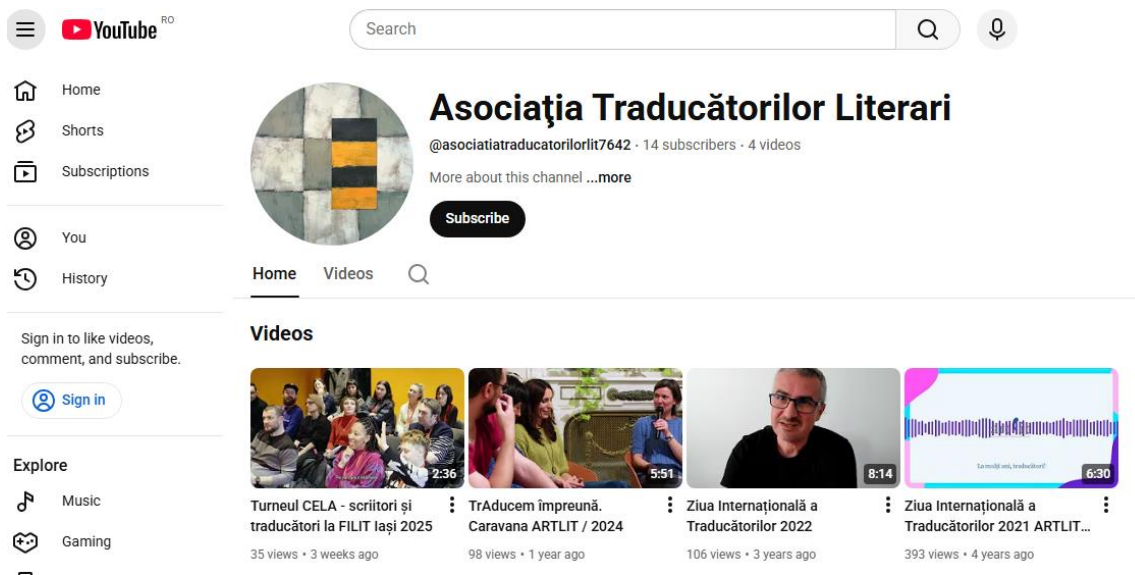 YouTube RO
Search
Home
Shorts
Subscriptions
You
History
Sign in to like videos,
comment, and subscribe.
Sign in
Explore
Music
Gaming
Asociaţia Traducătorilor Literari
@asociatiatraducatorilorlit7642 · 14 subscribers · 4 videos
More about this channel ...more
Subscribe
Home Videos
Videos
2:36
Turneul CELA - scriitori și
traducători la FILIT Iași 2025
35 views • 3 weeks ago
5:51
TrAducem împreună.
Caravana ARTLIT / 2024
98 views • 1 year ago
8:14
Ziua Internațională a
Traducătorilor 2022
106 views • 3 years ago
La mulți ani, traducători!
6:30
Ziua Internațională a
Traducătorilor 2021 ARTLIT...
393 views • 4 years ago